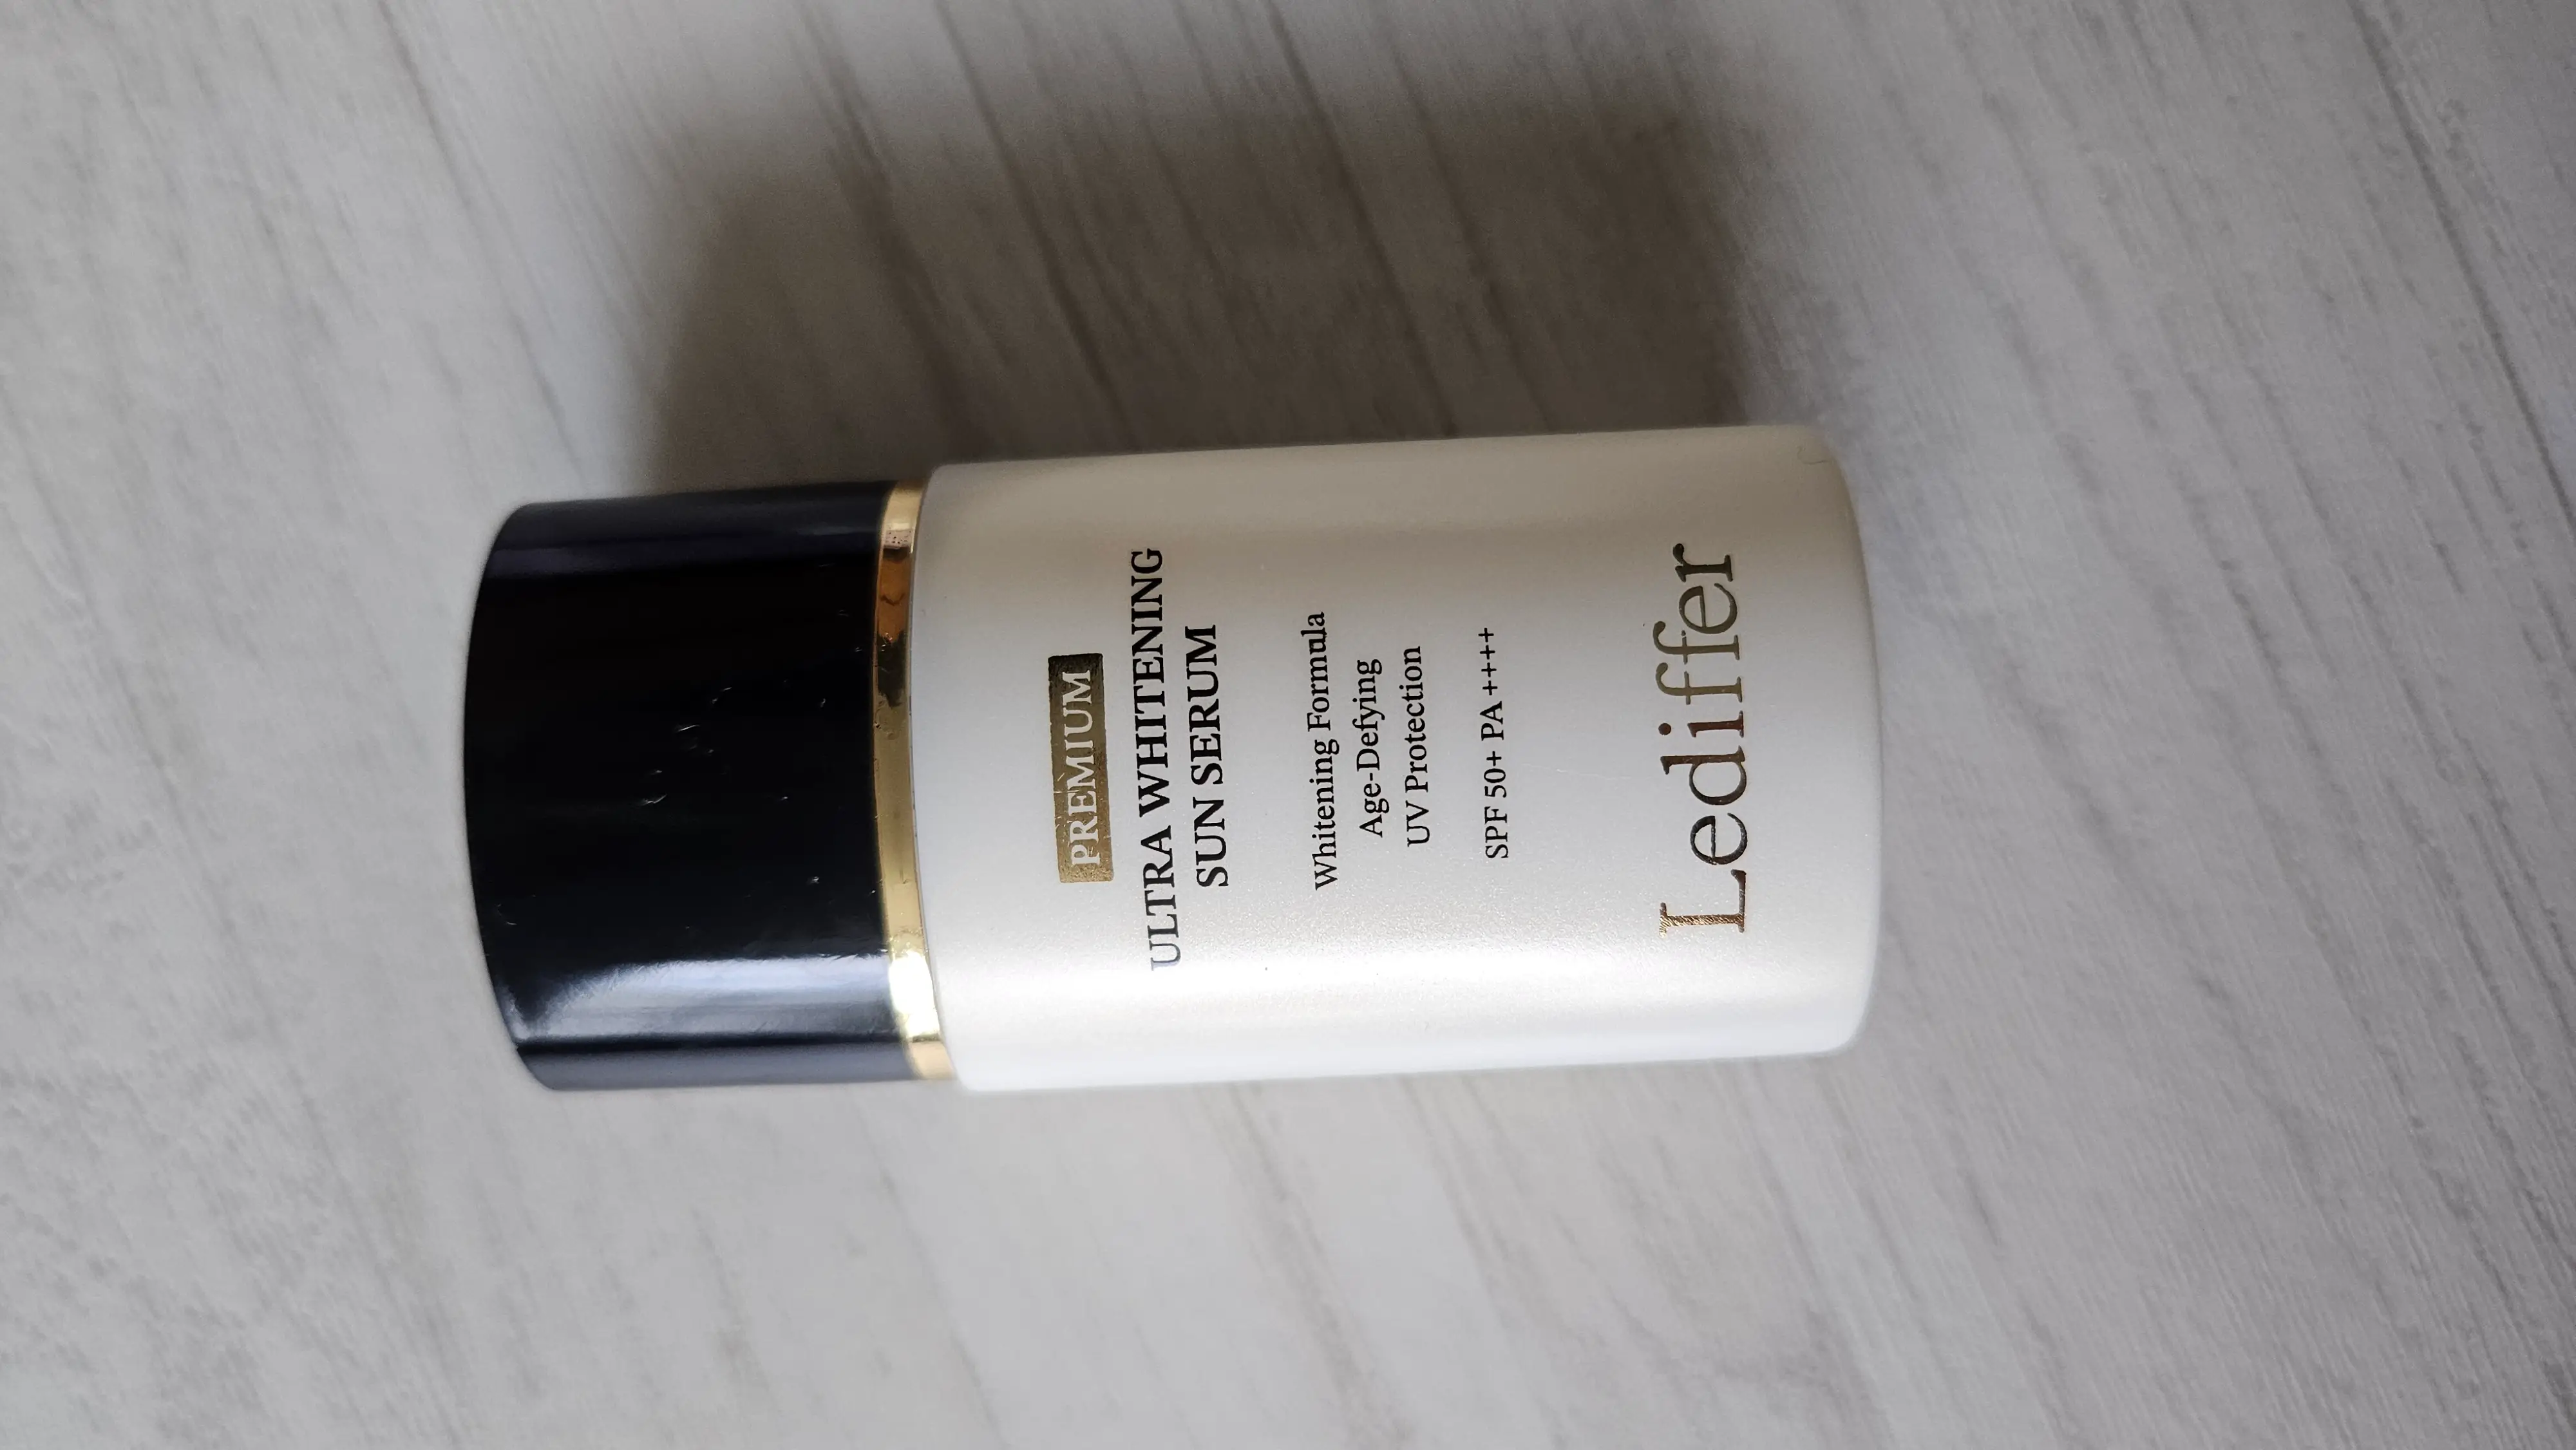 PREMIUM
ULTRA WHITENING
SUN SERUM
Whitening Formula
Age-Defying
UV Protection
SPF 50+ PA ++++
Lediffer